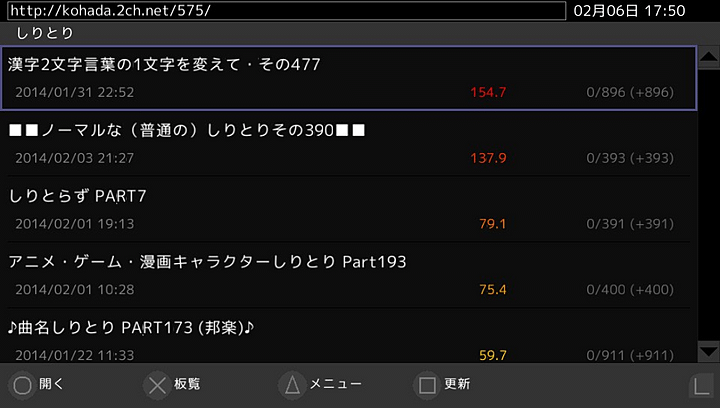 http://kohada.2ch.net/575/ 02月06日 17:50
しりとり
漢字2文字言葉の1文字を変えて・その477
2014/01/31 22:52 154.7 0/896 (+896)
■■ノーマルな（普通の）しりとりその390■■
2014/02/03 21:27 137.9 0/393 (+393)
しりとらず PART7
2014/02/01 19:13 79.1 0/391 (+391)
アニメ・ゲーム・漫画キャラクターしりとり Part193
2014/02/01 10:28 75.4 0/400 (+400)
♪曲名しりとり PART173 (邦楽)♪
2014/01/22 11:33 59.7 0/911 (+911)
開く 板覧 メニュー 更新